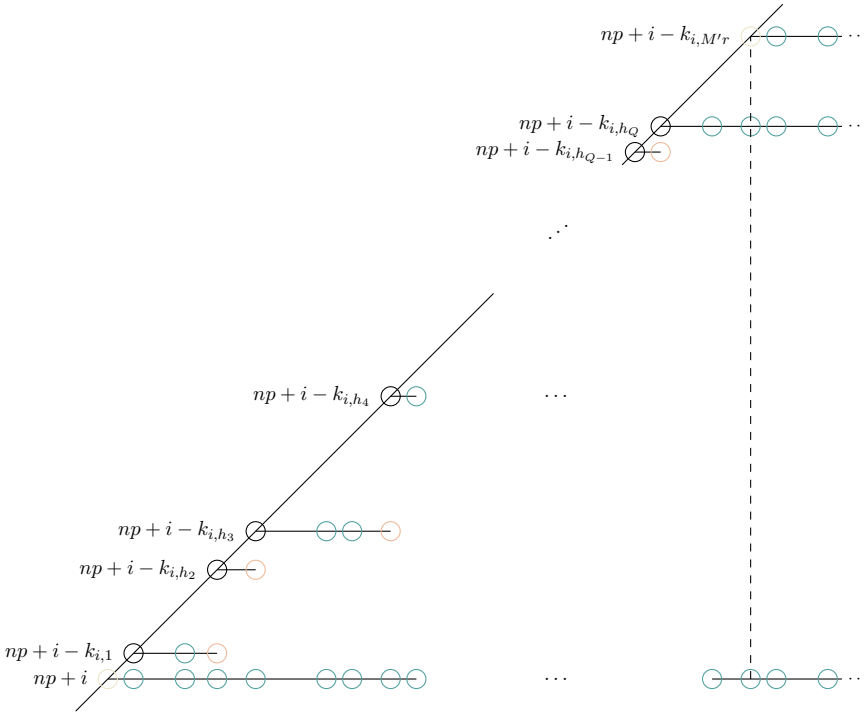 np + i − k_{i,M′r}
···
np + i − k_{i,h_Q}
···
np + i − k_{i,h_{Q−1}}
⋰
np + i − k_{i,h_4}
···
np + i − k_{i,h_3}
np + i − k_{i,h_2}
np + i − k_{i,1}
np + i
···
···